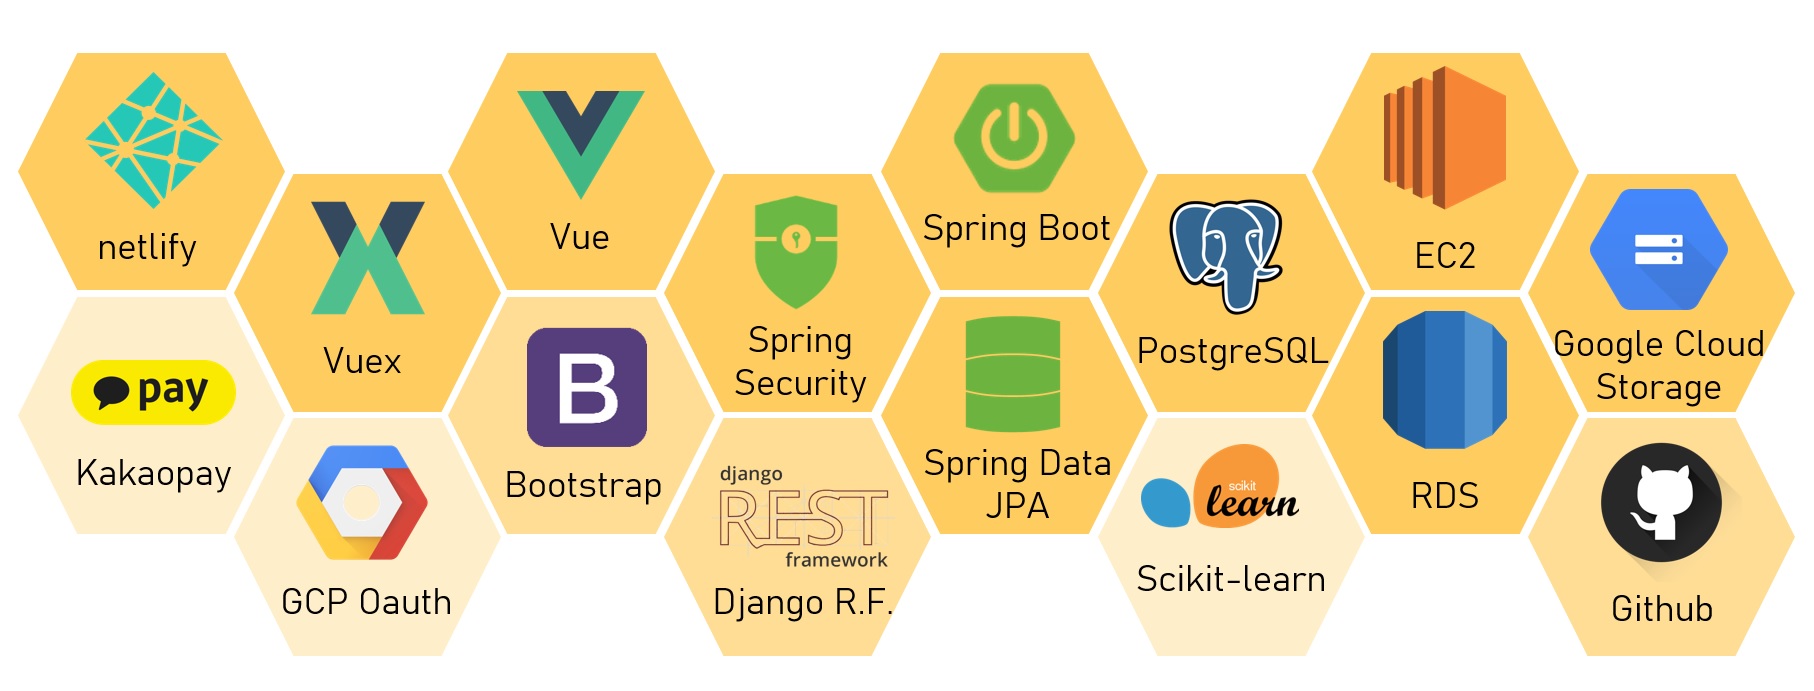 netlify
Vue
Spring Boot
EC2
Vuex
Spring
Security
PostgreSQL
Google Cloud
Storage
pay
Kakaopay
B
Bootstrap
Spring Data
JPA
RDS
GCP Oauth
django
REST
framework
Django R.F.
scikit
learn
Scikit-learn
Github